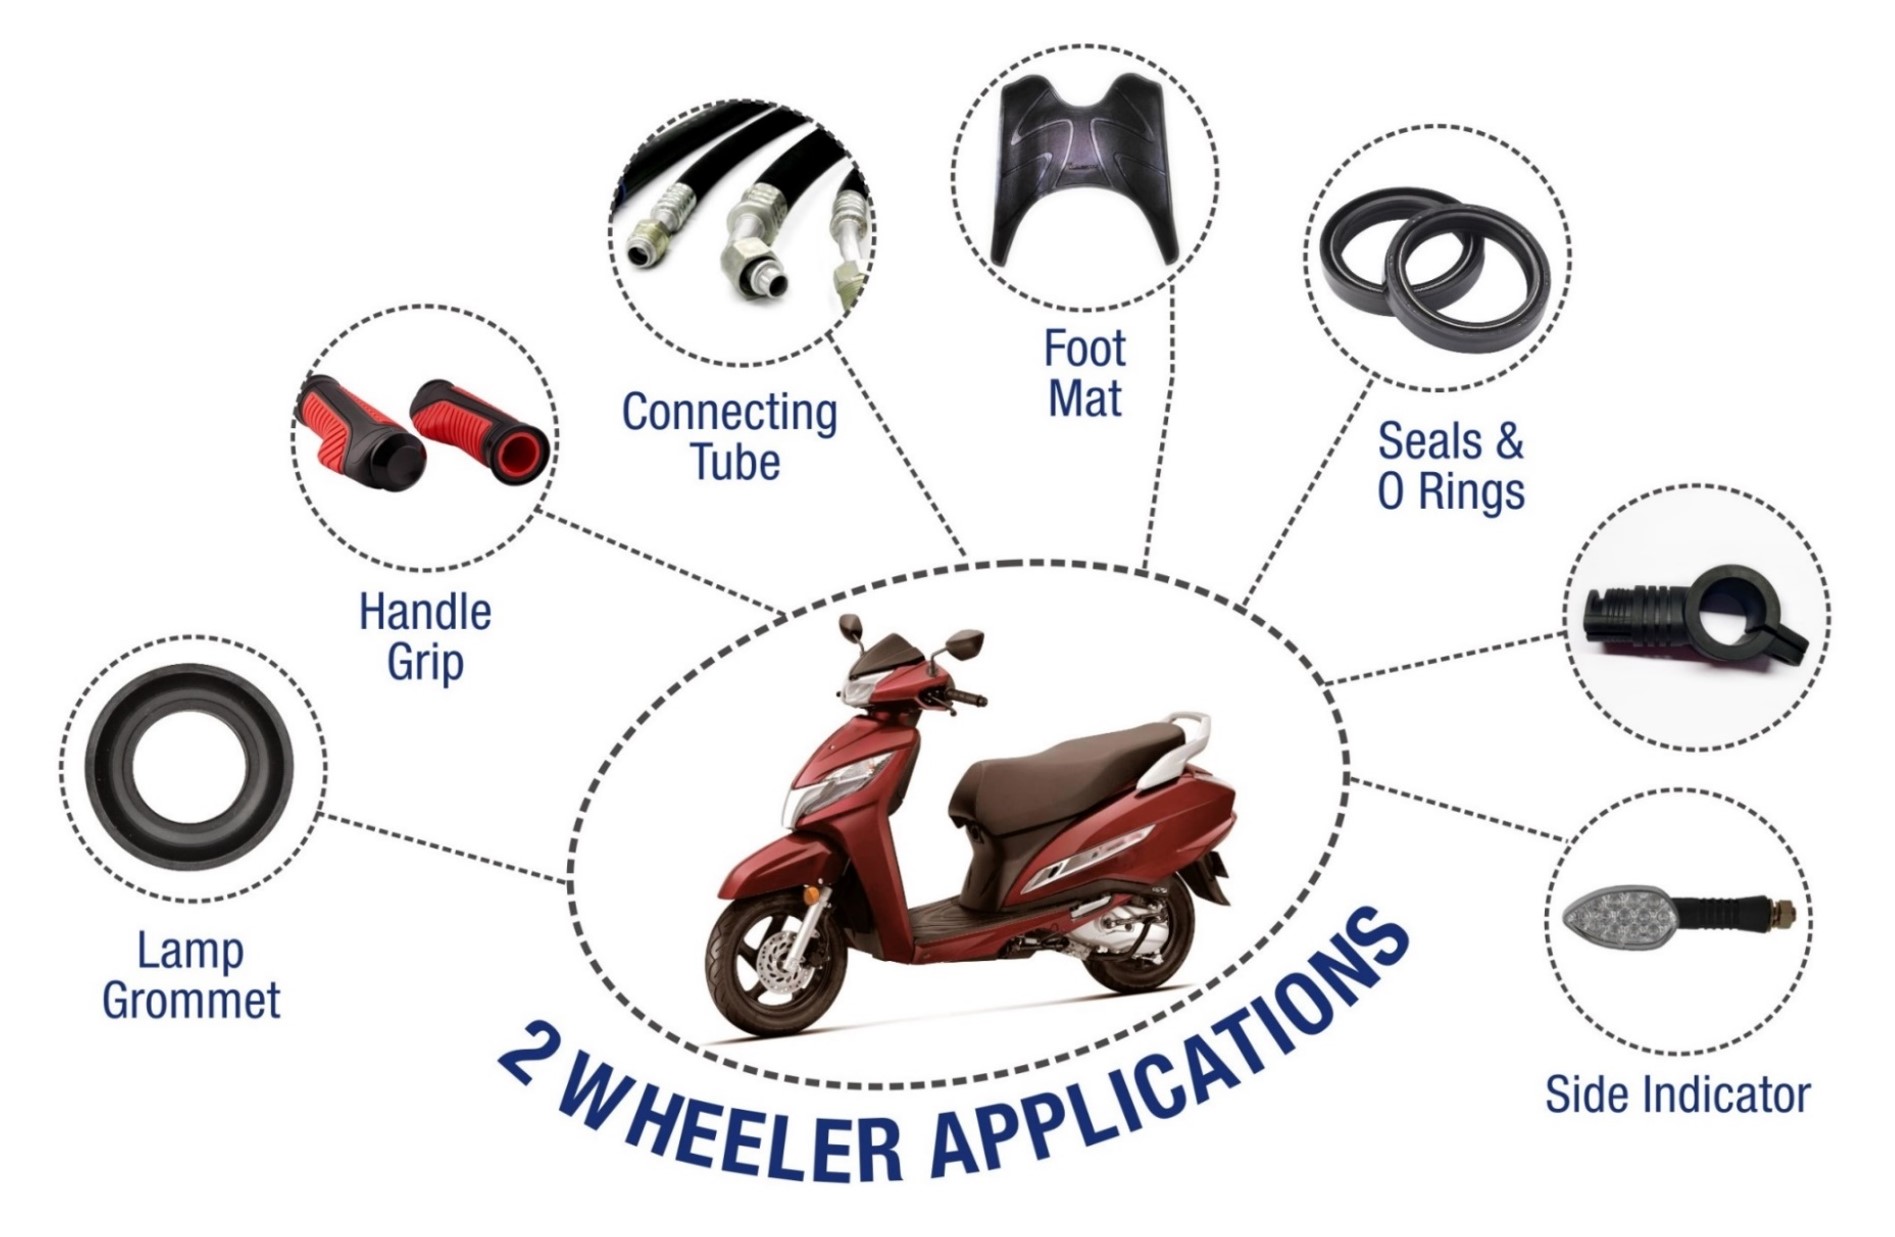 Foot
Mat
Connecting
Tube
Seals &
O Rings
Handle
Grip
Lamp
Grommet
Side Indicator
2 WHEELER APPLICATIONS